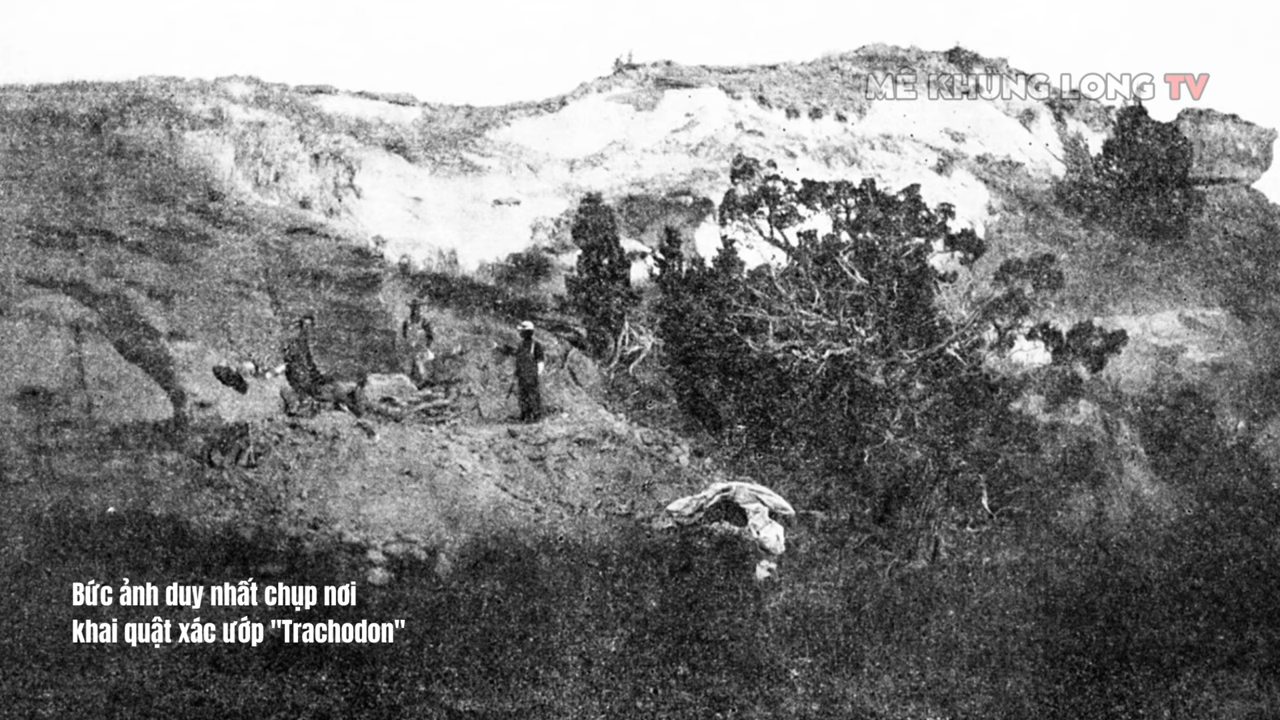 MÊ KHỦNG LONG TV
Bức ảnh duy nhất chụp nơi
khai quật xác ướp "Trachodon"